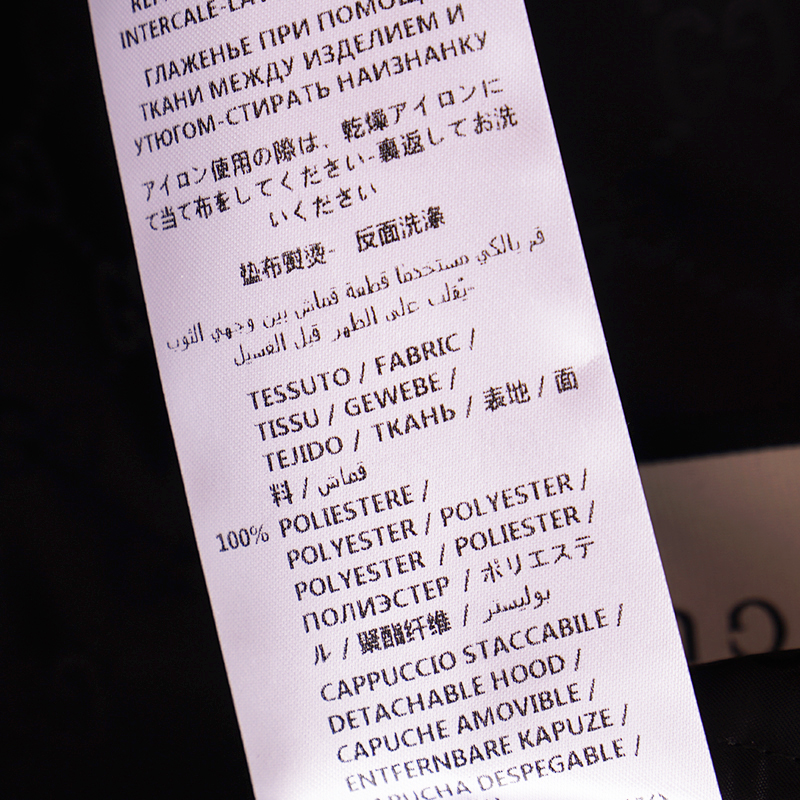 INTERCALE-LA
ГЛАЖЕНЬЕ ПРИ ПОМОЩ
ТКАНИ МЕЖДУ ИЗДЕЛИЕМ И
УТЮГОМ-СТИРАТЬ НАИЗНАНКУ
アイロン使用の際は、乾燥アイロンに
て当て布をしてください-裏返してお洗
いください
垫布熨烫- 反面洗涤
قم بالكي مستخدمًا قطعة قماش بين وجهي الثوب
-يُقلب على الظهر قبل الغسيل
TESSUTO / FABRIC /
TISSU / GEWEBE /
TEJIDO / ТКАНЬ / 表地 / 面
料 / قماش
100% POLIESTERE /
POLYESTER / POLYESTER /
POLYESTER / POLIESTER /
ПОЛИЭСТЕР / ポリエステ
ル / 聚酯纤维 / بوليستر
CAPPUCCIO STACCABILE /
DETACHABLE HOOD /
CAPUCHE AMOVIBLE /
ENTFERNBARE KAPUZE /
CAPUCHA DESPEGABLE /